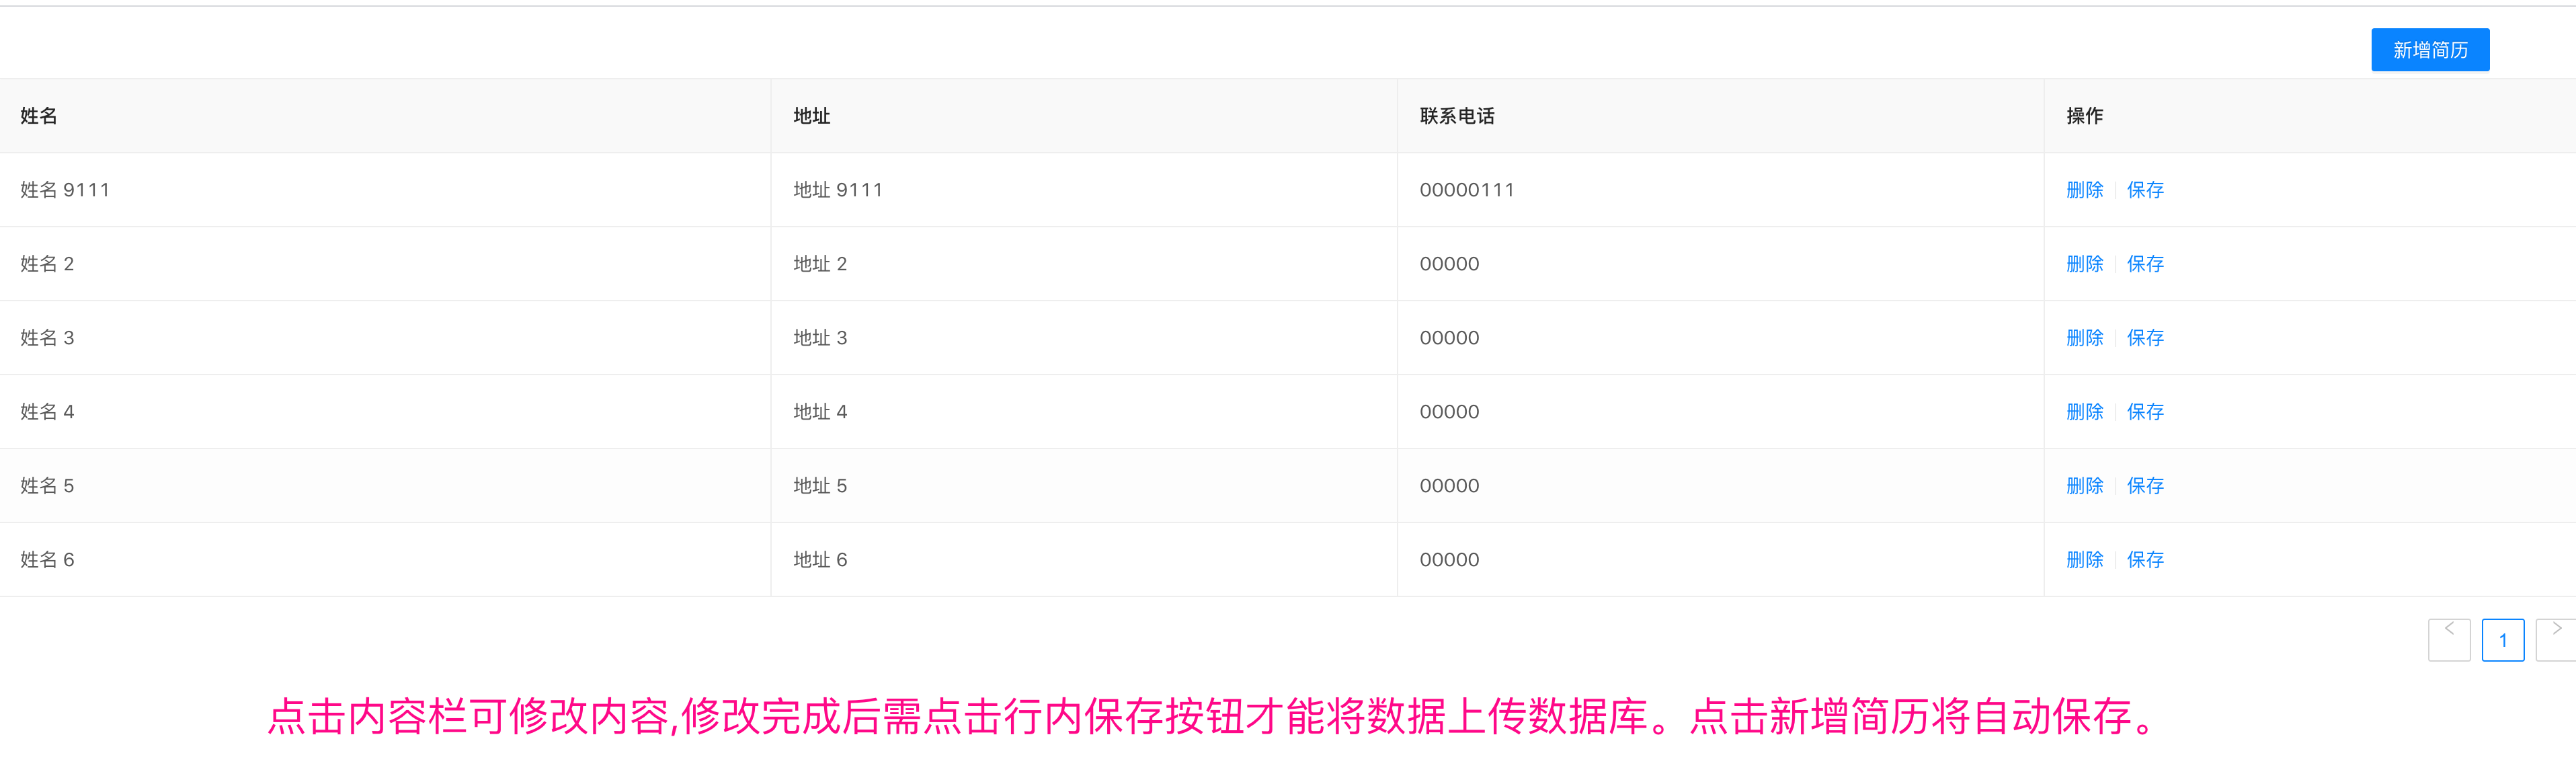 新增简历
姓名 地址 联系电话 操作
姓名 9111 地址 9111 00000111 删除 保存
姓名 2 地址 2 00000 删除 保存
姓名 3 地址 3 00000 删除 保存
姓名 4 地址 4 00000 删除 保存
姓名 5 地址 5 00000 删除 保存
姓名 6 地址 6 00000 删除 保存
< 1 >
点击内容栏可修改内容,修改完成后需点击行内保存按钮才能将数据上传数据库。点击新增简历将自动保存。